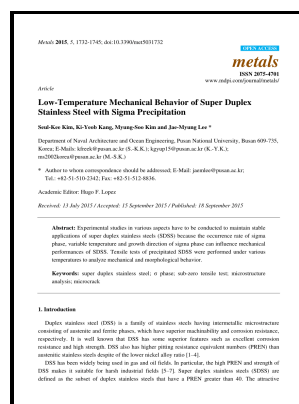 Metals 2015, 5, 1732-1745; doi:10.3390/met5031732
OPEN ACCESS
metals
ISSN 2075-4701
www.mdpi.com/journal/metals
Article
Low-Temperature Mechanical Behavior of Super Duplex
Stainless Steel with Sigma Precipitation
Seul-Kee Kim, Ki-Yeob Kang, Myung-Soo Kim and Jae-Myung Lee *
Department of Naval Architecture and Ocean Engineering, Pusan National University, Busan 609-735,
Korea; E-Mails: kfreek@pusan.ac.kr (S.-K.K.); kgyup15@pusan.ac.kr (K.-Y.K.);
ms2002korea@pusan.ac.kr (M.-S.K.)
* Author to whom correspondence should be addressed; E-Mail: jaemlee@pusan.ac.kr;
Tel.: +82-51-510-2342; Fax: +82-51-512-8836.
Academic Editor: Hugo F. Lopez
Received: 13 July 2015 / Accepted: 15 September 2015 / Published: 18 September 2015
Abstract: Experimental studies in various aspects have to be conducted to maintain stable
applications of super duplex stainless steels (SDSS) because the occurrence rate of sigma
phase, variable temperature and growth direction of sigma phase can influence mechanical
performances of SDSS. Tensile tests of precipitated SDSS were performed under various
temperatures to analyze mechanical and morphological behavior.
Keywords: super duplex stainless steel; σ phase; sub-zero tensile test; microstructure
analysis; microcrack
1. Introduction
Duplex stainless steel (DSS) is a family of stainless steels having intermetallic microstructure
consisting of austenite and ferrite phases, which have superior machinability and corrosion resistance,
respectively. It is well known that DSS has some superior features such as excellent corrosion
resistance and high strength. DSS also has higher pitting resistance equivalent numbers (PREN) than
austenitic stainless steels despite of the lower nickel alloy ratio [1–4].
DSS has been widely being used in gas and oil fields. In particular, the high PREN and strength of
DSS makes it suitable for harsh industrial fields [5–7]. Super duplex stainless steels (SDSS) are
defined as the subset of duplex stainless steels that have a PREN greater than 40. The attractive